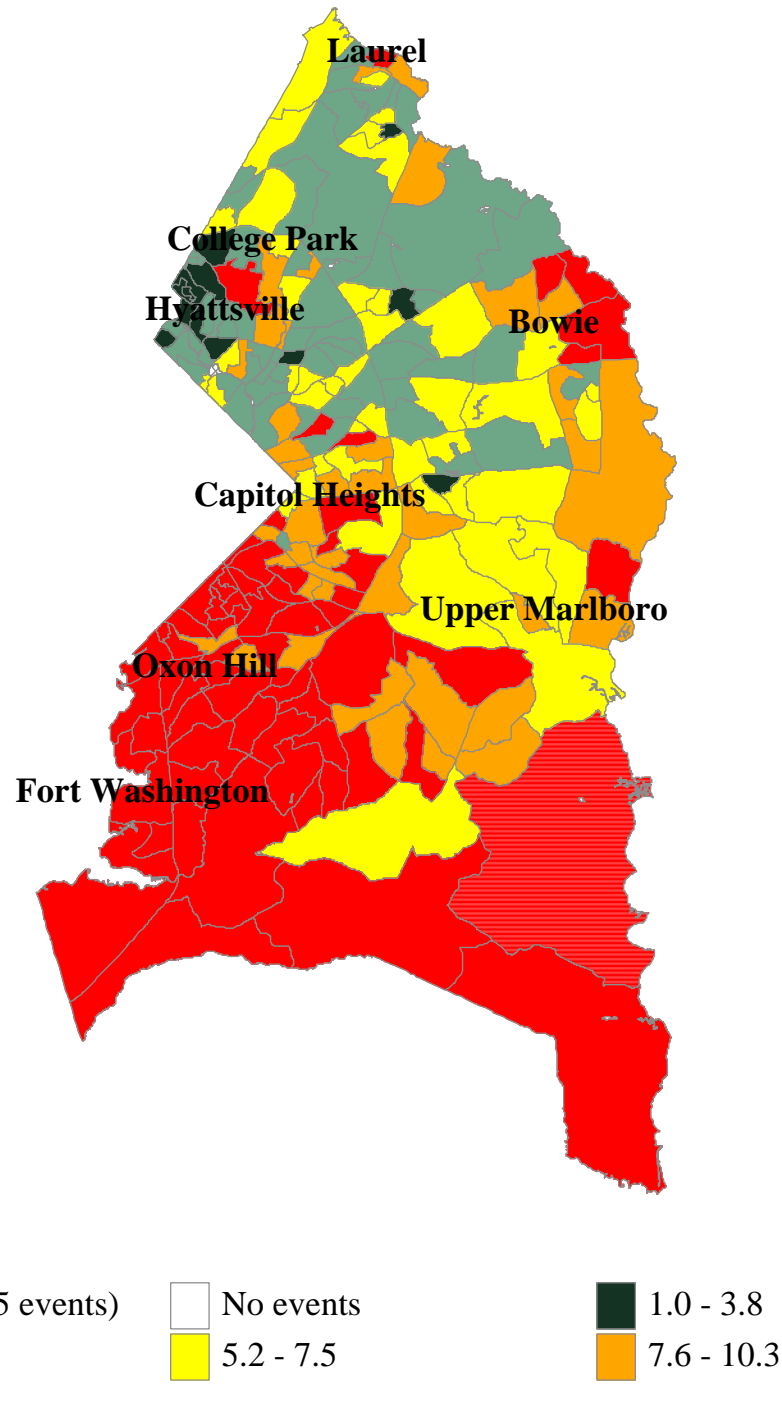 Laurel
College Park
Hyattsville
Bowie
Capitol Heights
Upper Marlboro
Oxon Hill
Fort Washington
5 events) No events 1.0 - 3.8
5.2 - 7.5 7.6 - 10.3